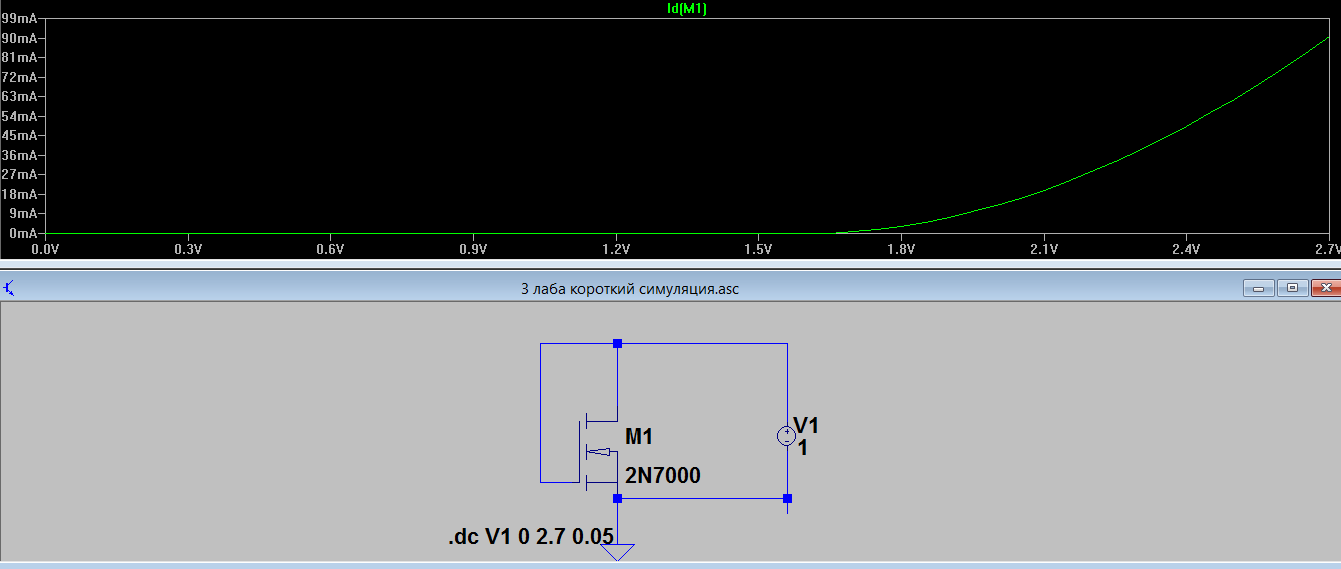 Id(M1)
99mA
90mA
81mA
72mA
63mA
54mA
45mA
36mA
27mA
18mA
9mA
0mA
0.0V 0.3V 0.6V 0.9V 1.2V 1.5V 1.8V 2.1V 2.4V 2.7V
3 лаба короткий симуляция.asc
V1
M1
1
2N7000
.dc V1 0 2.7 0.05